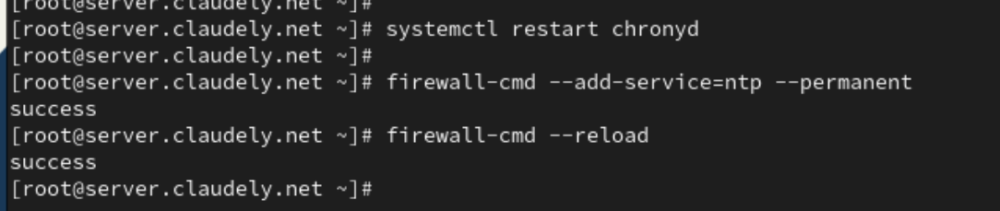 [root@server.claudely.net ~]#
[root@server.claudely.net ~]# systemctl restart chronyd
[root@server.claudely.net ~]#
[root@server.claudely.net ~]# firewall-cmd --add-service=ntp --permanent
success
[root@server.claudely.net ~]# firewall-cmd --reload
success
[root@server.claudely.net ~]#